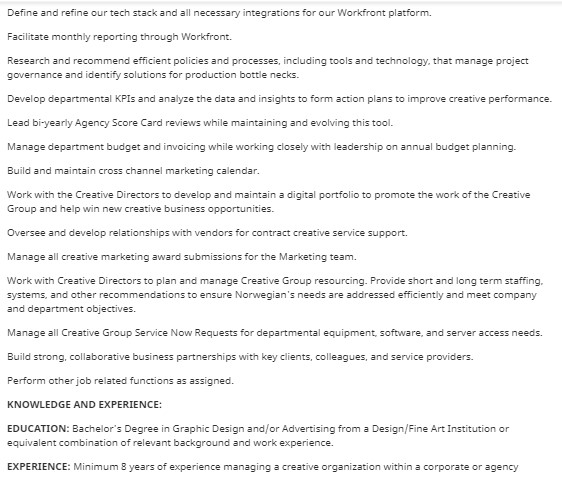 Define and refine our tech stack and all necessary integrations for our Workfront platform.
Facilitate monthly reporting through Workfront.
Research and recommend efficient policies and processes, including tools and technology, that manage project
governance and identify solutions for production bottle necks.
Develop departmental KPIs and analyze the data and insights to form action plans to improve creative performance.
Lead bi-yearly Agency Score Card reviews while maintaining and evolving this tool.
Manage department budget and invoicing while working closely with leadership on annual budget planning.
Build and maintain cross channel marketing calendar.
Work with the Creative Directors to develop and maintain a digital portfolio to promote the work of the Creative
Group and help win new creative business opportunities.
Oversee and develop relationships with vendors for contract creative service support.
Manage all creative marketing award submissions for the Marketing team.
Work with Creative Directors to plan and manage Creative Group resourcing. Provide short and long term staffing,
systems, and other recommendations to ensure Norwegian's needs are addressed efficiently and meet company
and department objectives.
Manage all Creative Group Service Now Requests for departmental equipment, software, and server access needs.
Build strong, collaborative business partnerships with key clients, colleagues, and service providers.
Perform other job related functions as assigned.
KNOWLEDGE AND EXPERIENCE:
EDUCATION: Bachelor's Degree in Graphic Design and/or Advertising from a Design/Fine Art Institution or
equivalent combination of relevant background and work experience.
EXPERIENCE: Minimum 8 years of experience managing a creative organization within a corporate or agency